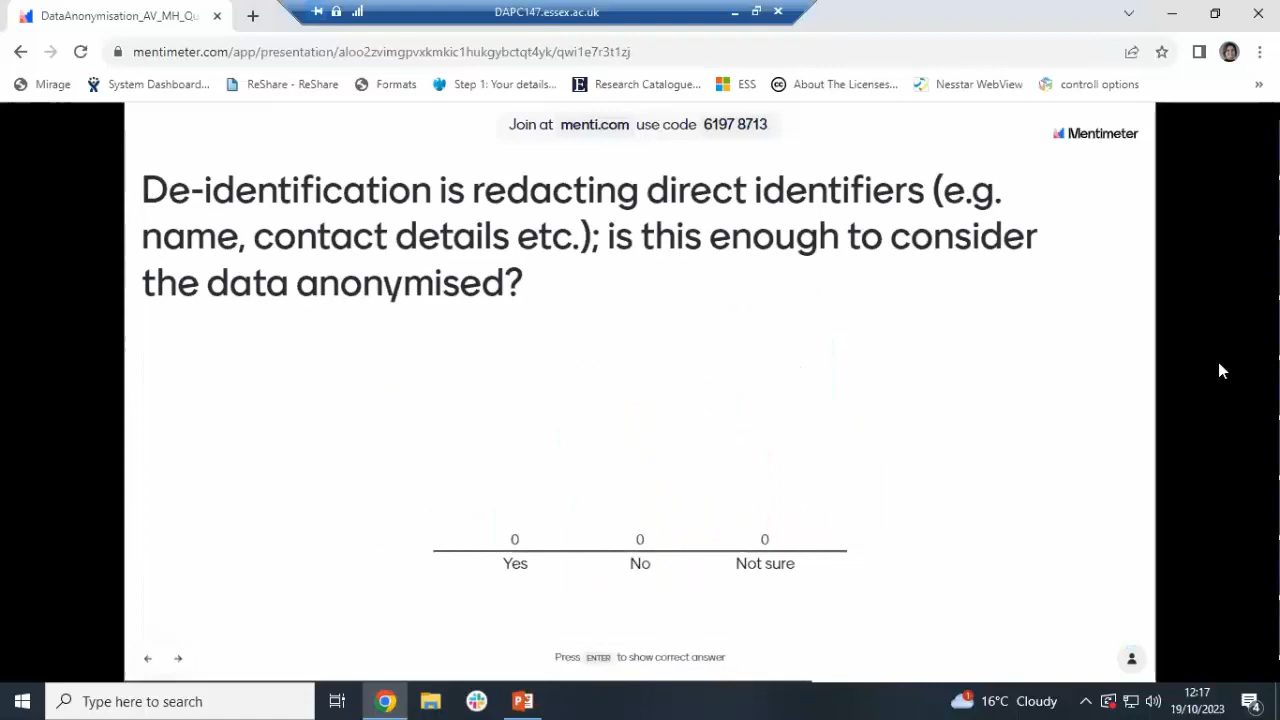 DataAnonymisation_AV_MH_Qu
DAPC147.essex.ac.uk
mentimeter.com/app/presentation/aloo2zvimgpvxkmkic1hukgybctqt4yk/qwi1e7r3t1zj
Mirage
System Dashboard...
ReShare - ReShare
Formats
Step 1: Your details...
Research Catalogue...
ESS
About The Licenses...
Nesstar WebView
controll options
Join at menti.com use code 6197 8713
Mentimeter
De-identification is redacting direct identifiers (e.g.
name, contact details etc.); is this enough to consider
the data anonymised?
0 0 0
Yes No Not sure
Press ENTER to show correct answer
Type here to search
16°C Cloudy
12:17
19/10/2023
4